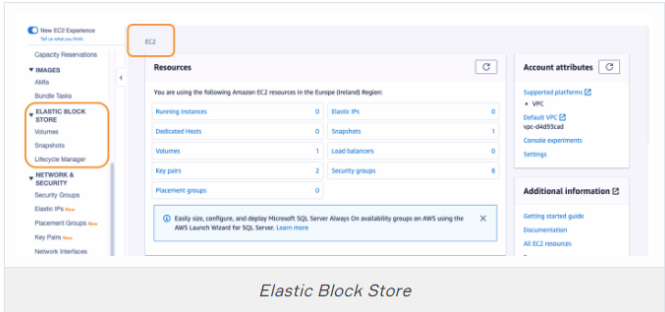 New EC2 Experience
Tell us what you think
Capacity Reservations
IMAGES
AMIs
Bundle Tasks
ELASTIC BLOCK
STORE
Volumes
Snapshots
Lifecycle Manager
NETWORK &
SECURITY
Security Groups
Elastic IPs New
Placement Groups New
Key Pairs New
Network Interfaces
EC2
Resources
You are using the following Amazon EC2 resources in the Europe (Ireland) Region:
Running instances 0 Elastic IPs 0
Dedicated Hosts 0 Snapshots 1
Volumes 1 Load balancers 0
Key pairs 2 Security groups 8
Placement groups 0
Easily size, configure, and deploy Microsoft SQL Server Always On availability groups on AWS using the
AWS Launch Wizard for SQL Server. Learn more
Account attributes
Supported platforms
VPC
Default VPC
vpc-d4d93cad
Console experiments
Settings
Additional information
Getting started guide
Documentation
All EC2 resources
Elastic Block Store